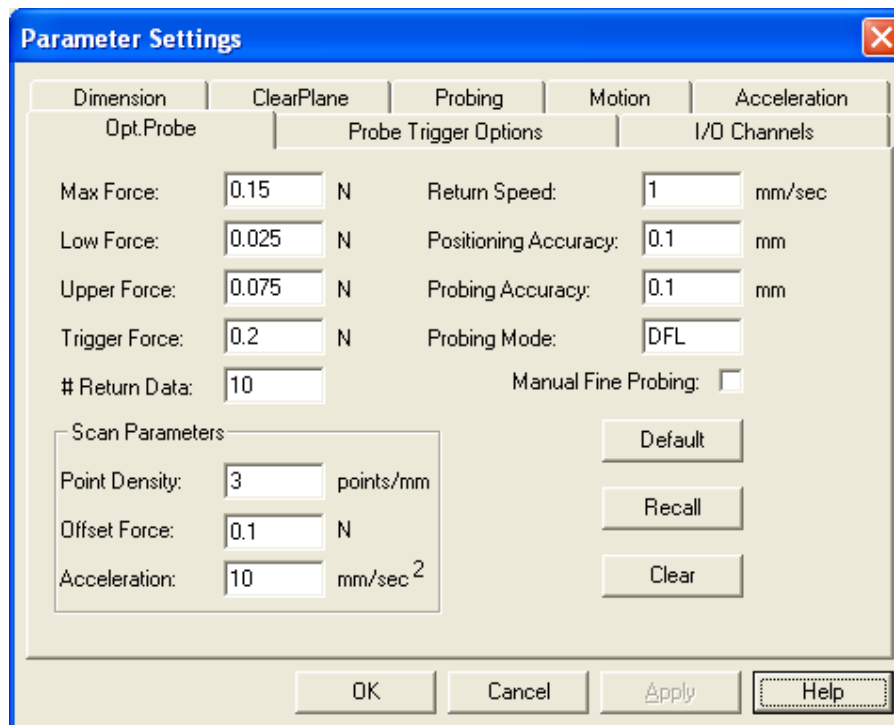 Parameter Settings
Dimension ClearPlane Probing Motion Acceleration
Opt.Probe Probe Trigger Options I/O Channels
Max Force: 0.15 N Return Speed: 1 mm/sec
Low Force: 0.025 N Positioning Accuracy: 0.1 mm
Upper Force: 0.075 N Probing Accuracy: 0.1 mm
Trigger Force: 0.2 N Probing Mode: DFL
# Return Data: 10 Manual Fine Probing:
Scan Parameters Default
Point Density: 3 points/mm
Recall
Offset Force: 0.1 N
Acceleration: 10 mm/sec 2 Clear
OK Cancel Apply Help